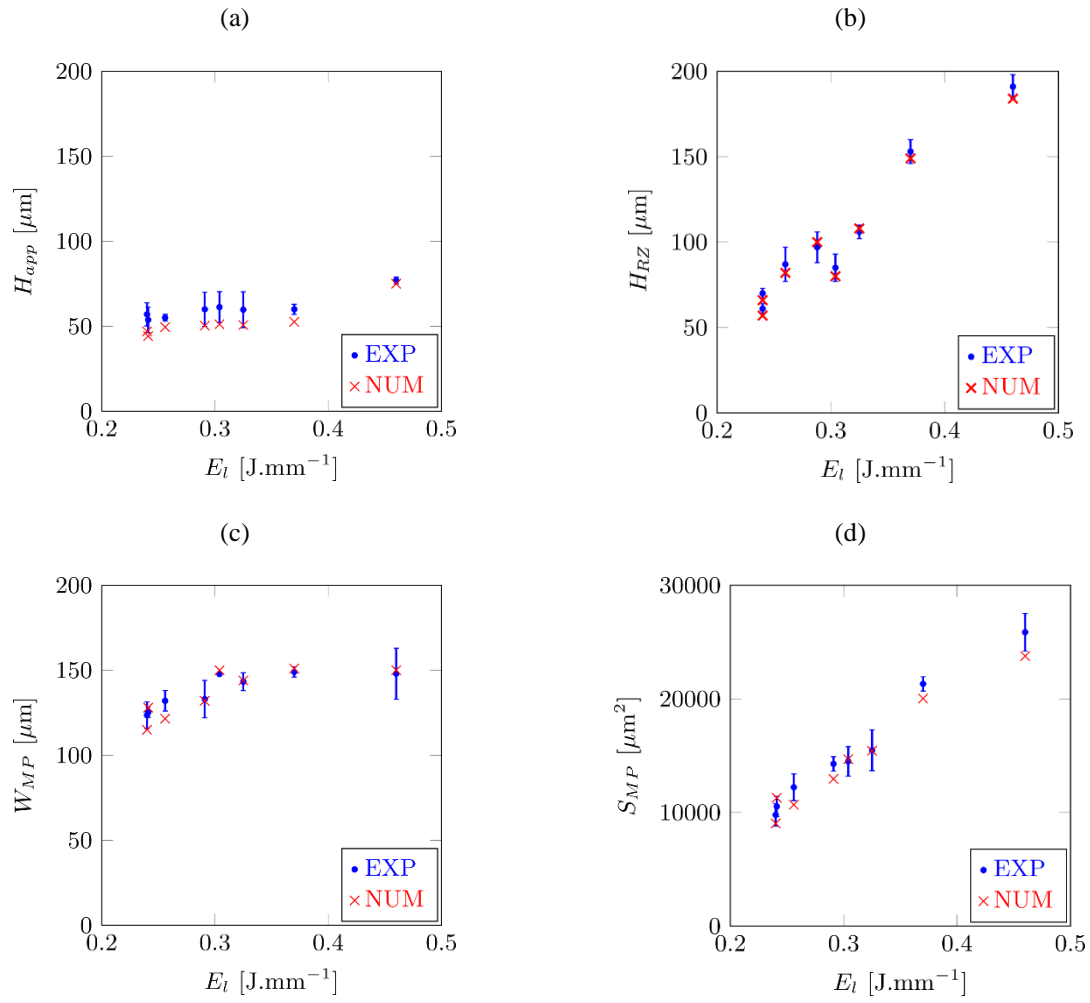 (a)
200
150
100
50
0
0.2 0.3 0.4 0.5
H_app [μm]
E_l [J.mm⁻¹]
EXP
NUM
(b)
200
150
100
50
0
0.2 0.3 0.4 0.5
H_RZ [μm]
E_l [J.mm⁻¹]
EXP
NUM
(c)
200
150
100
50
0
0.2 0.3 0.4 0.5
W_MP [μm]
E_l [J.mm⁻¹]
EXP
NUM
(d)
30000
20000
10000
0
0.2 0.3 0.4 0.5
S_MP [μm²]
E_l [J.mm⁻¹]
EXP
NUM